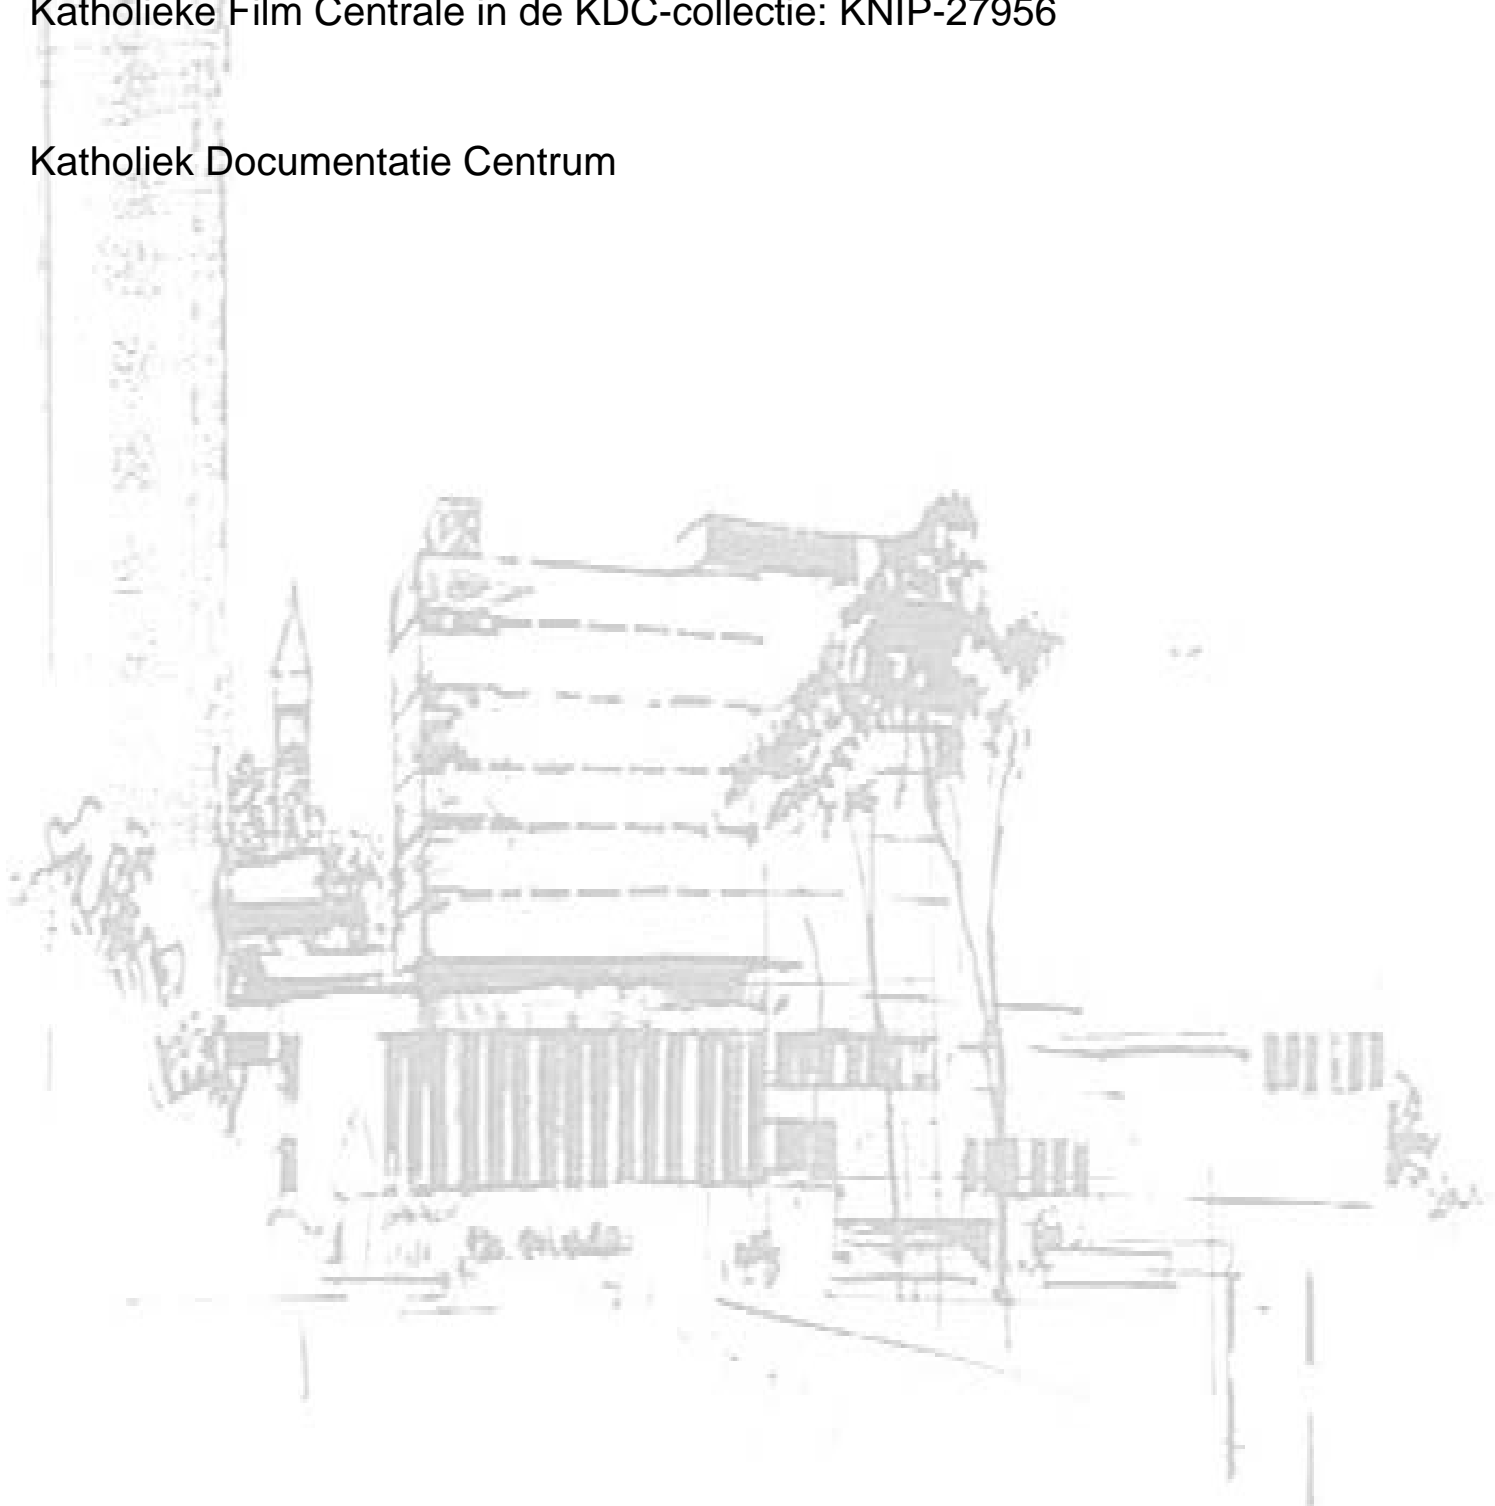 Katholieke Film Centrale in de KDC-collectie: KNIP-27956
Katholiek Documentatie Centrum